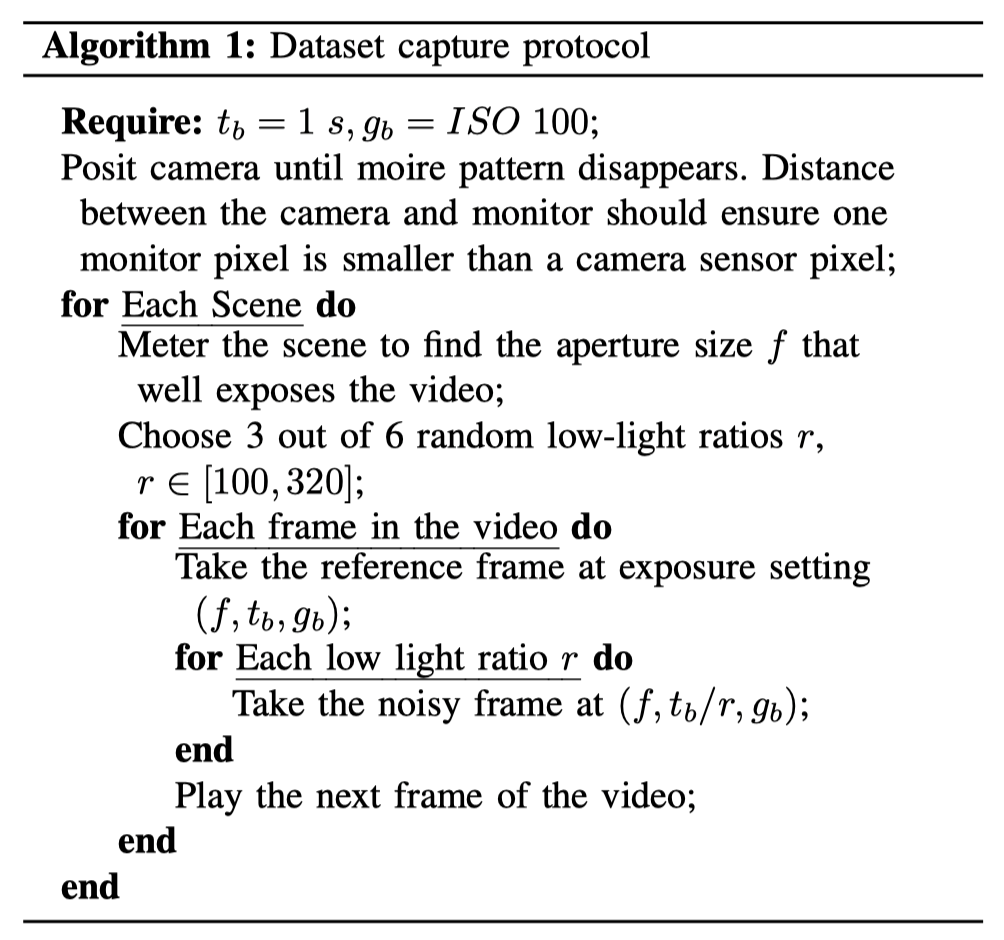 Algorithm 1: Dataset capture protocol
Require: t_b = 1 s, g_b = ISO 100;
Posit camera until moire pattern disappears. Distance
between the camera and monitor should ensure one
monitor pixel is smaller than a camera sensor pixel;
for Each Scene do
Meter the scene to find the aperture size f that
well exposes the video;
Choose 3 out of 6 random low-light ratios r,
r ∈ [100, 320];
for Each frame in the video do
Take the reference frame at exposure setting
(f, t_b, g_b);
for Each low light ratio r do
Take the noisy frame at (f, t_b/r, g_b);
end
Play the next frame of the video;
end
end